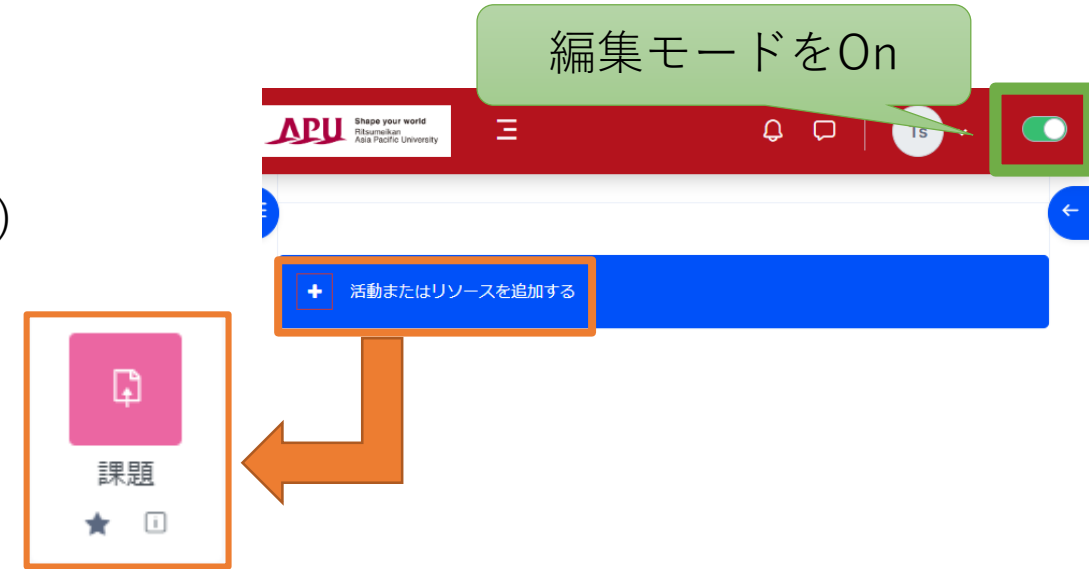 編集モードをOn
APU
Shape your world
Ritsumeikan
Asia Pacific University
Ts
)
+ 活動またはリソースを追加する
課題